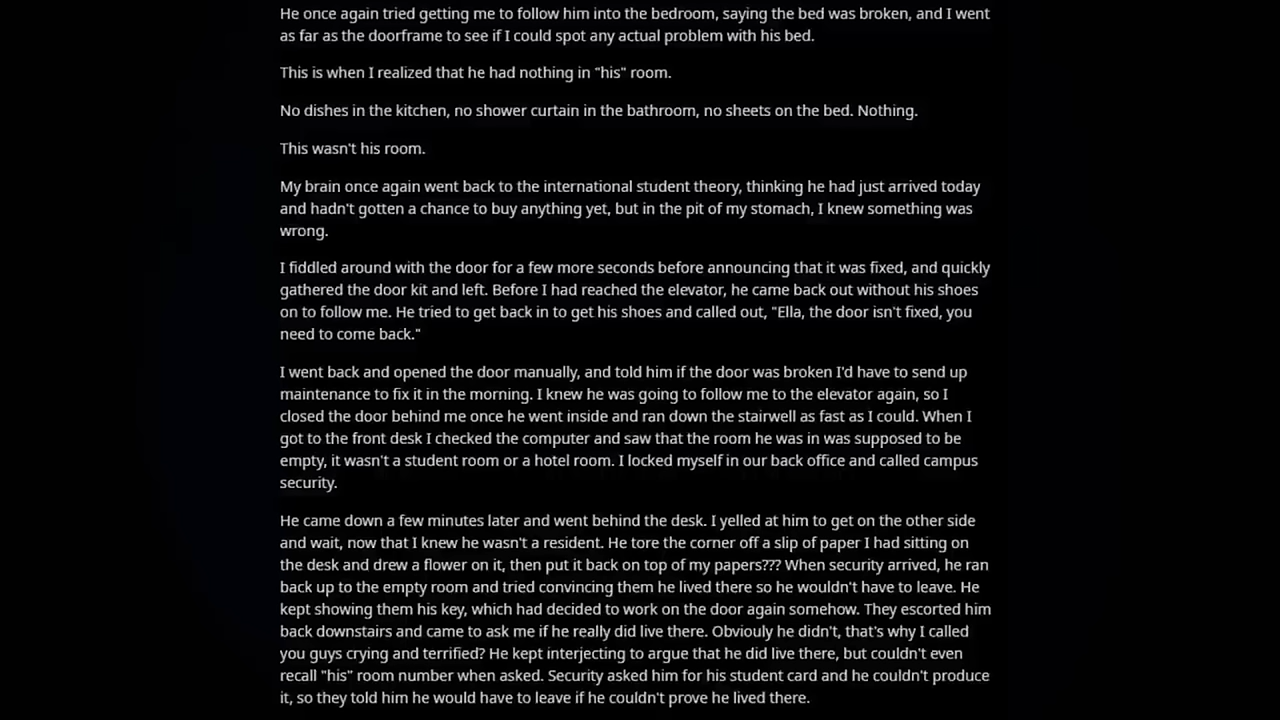 He once again tried getting me to follow him into the bedroom, saying the bed was broken, and I went
as far as the doorframe to see if I could spot any actual problem with his bed.
This is when I realized that he had nothing in "his" room.
No dishes in the kitchen, no shower curtain in the bathroom, no sheets on the bed. Nothing.
This wasn't his room.
My brain once again went back to the international student theory, thinking he had just arrived today
and hadn't gotten a chance to buy anything yet, but in the pit of my stomach, I knew something was
wrong.
I fiddled around with the door for a few more seconds before announcing that it was fixed, and quickly
gathered the door kit and left. Before I had reached the elevator, he came back out without his shoes
on to follow me. He tried to get back in to get his shoes and called out, "Ella, the door isn't fixed, you
need to come back."
I went back and opened the door manually, and told him if the door was broken I'd have to send up
maintenance to fix it in the morning. I knew he was going to follow me to the elevator again, so I
closed the door behind me once he went inside and ran down the stairwell as fast as I could. When I
got to the front desk I checked the computer and saw that the room he was in was supposed to be
empty, it wasn't a student room or a hotel room. I locked myself in our back office and called campus
security.
He came down a few minutes later and went behind the desk. I yelled at him to get on the other side
and wait, now that I knew he wasn't a resident. He tore the corner off a slip of paper I had sitting on
the desk and drew a flower on it, then put it back on top of my papers??? When security arrived, he ran
back up to the empty room and tried convincing them he lived there so he wouldn't have to leave. He
kept showing them his key, which had decided to work on the door again somehow. They escorted him
back downstairs and came to ask me if he really did live there. Obviouly he didn't, that's why I called
you guys crying and terrified? He kept interjecting to argue that he did live there, but couldn't even
recall "his" room number when asked. Security asked him for his student card and he couldn't produce
it, so they told him he would have to leave if he couldn't prove he lived there.